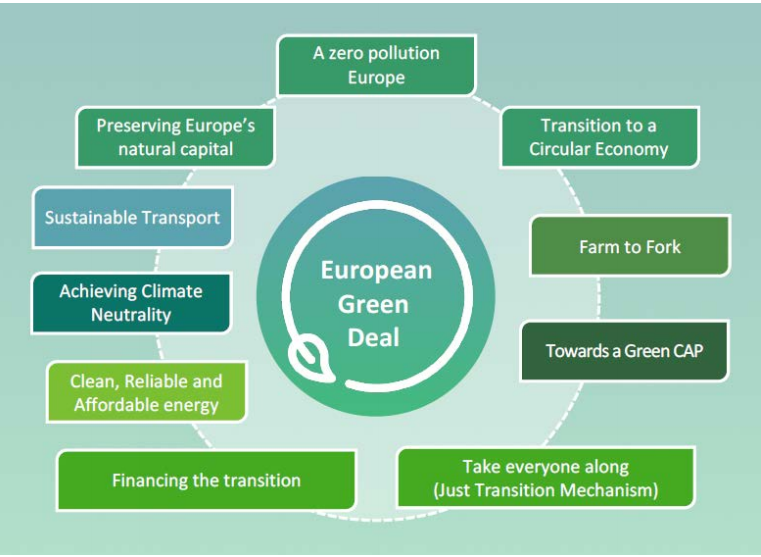 A zero pollution
Europe
Preserving Europe's
natural capital
Transition to a
Circular Economy
Sustainable Transport
Farm to Fork
European
Green
Deal
Achieving Climate
Neutrality
Towards a Green CAP
Clean, Reliable and
Affordable energy
Financing the transition
Take everyone along
(Just Transition Mechanism)